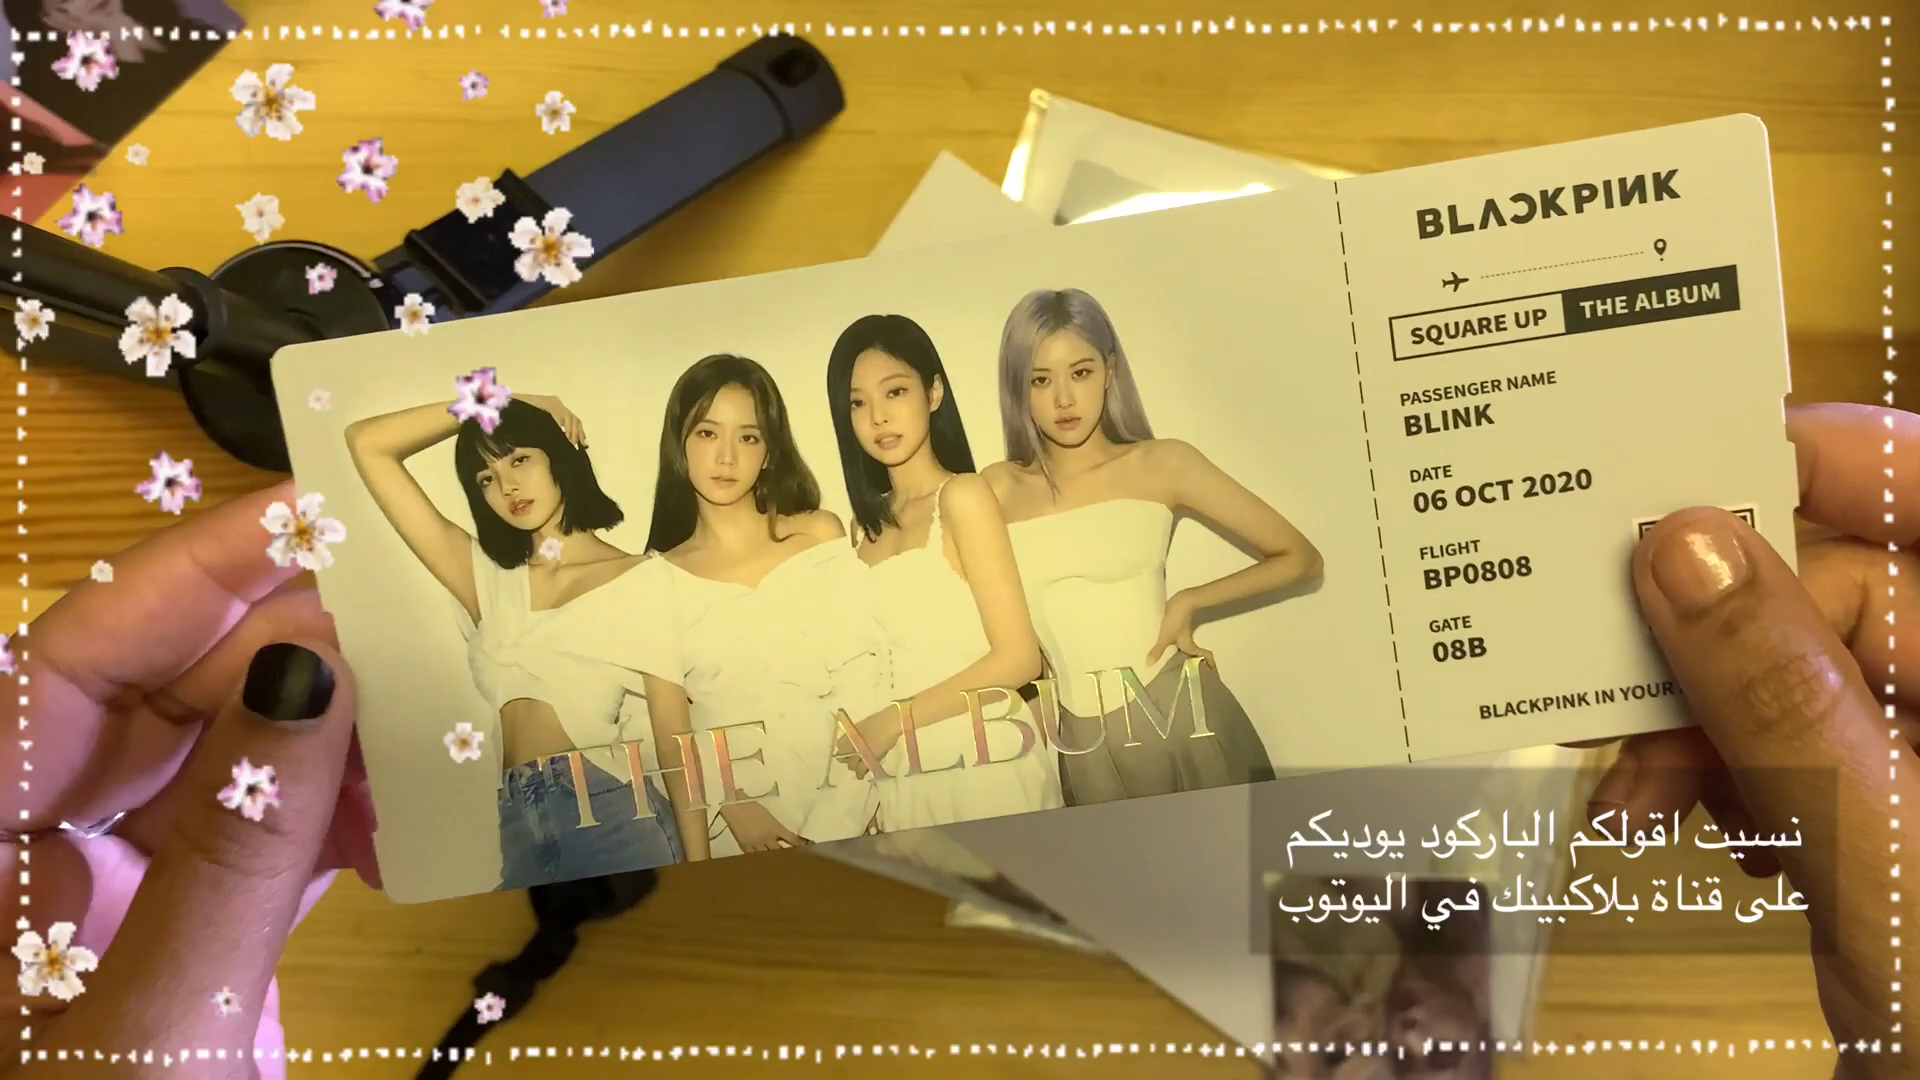 BLACKPINK
SQUARE UP THE ALBUM
PASSENGER NAME
BLINK
DATE
06 OCT 2020
FLIGHT
BP0808
GATE
08B
BLACKPINK IN YOUR
THE ALBUM
نسيت اقولكم الباركود يوديكم
على قناة بلاكبينك في اليوتوب